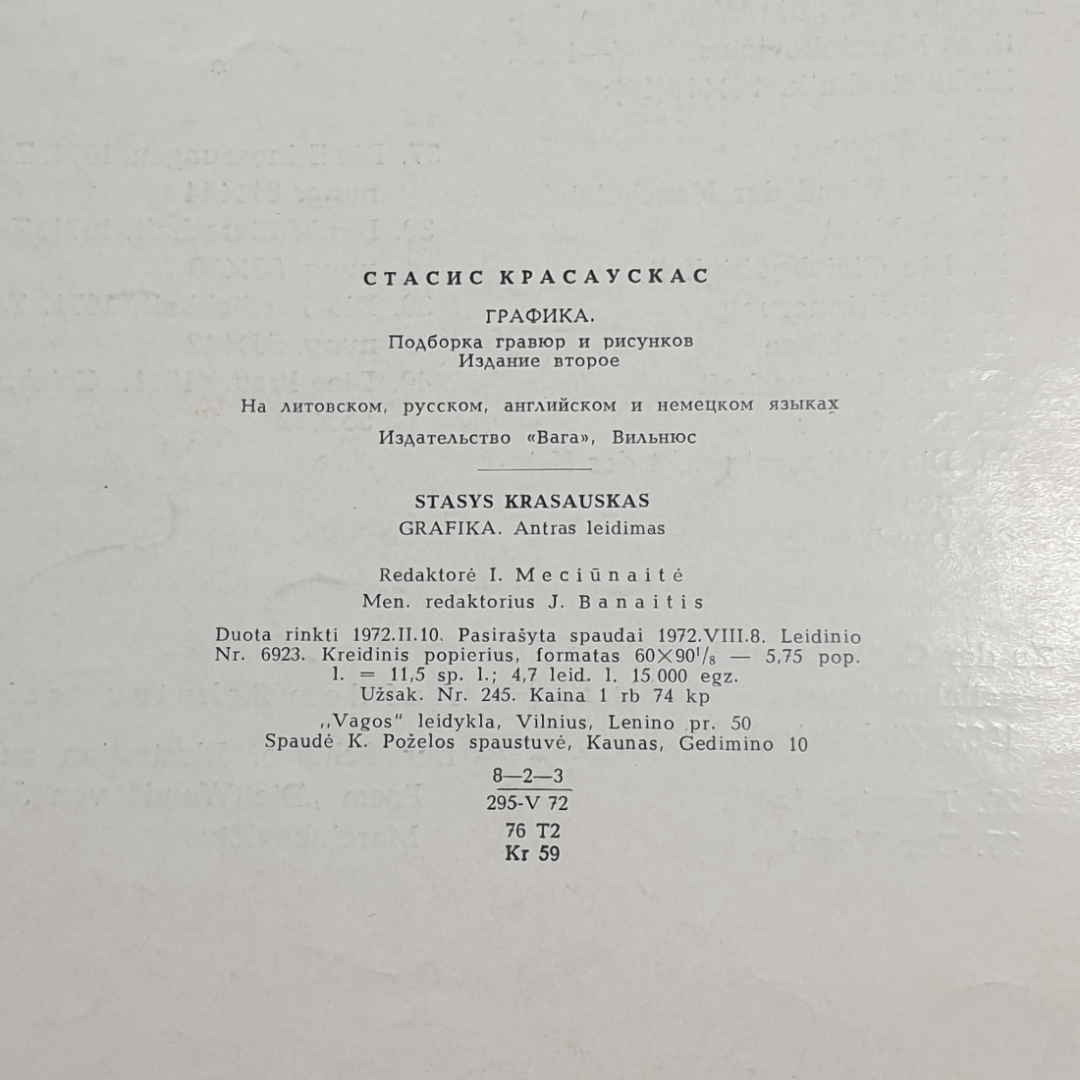 СТАСИС КРАСАУСКАС
ГРАФИКА.
Подборка гравюр и рисунков
Издание второе
На литовском, русском, английском и немецком языках
Издательство «Вага», Вильнюс
STASYS KRASAUSKAS
GRAFIKA. Antras leidimas
Redaktorė I. Meciūnaitė
Men. redaktorius J. Banaitis
Duota rinkti 1972.II.10. Pasirašyta spaudai 1972.VIII.8. Leidinio
Nr. 6923. Kreidinis popierius, formatas 60×90¹/₈ — 5,75 pop.
l. = 11,5 sp. l.; 4,7 leid. l. 15 000 egz.
Užsak. Nr. 245. Kaina 1 rb 74 kp
,,Vagos" leidykla, Vilnius, Lenino pr. 50
Spaudė K. Poželos spaustuvė, Kaunas, Gedimino 10
8—2—3
295-V 72
76 T2
Kr 59